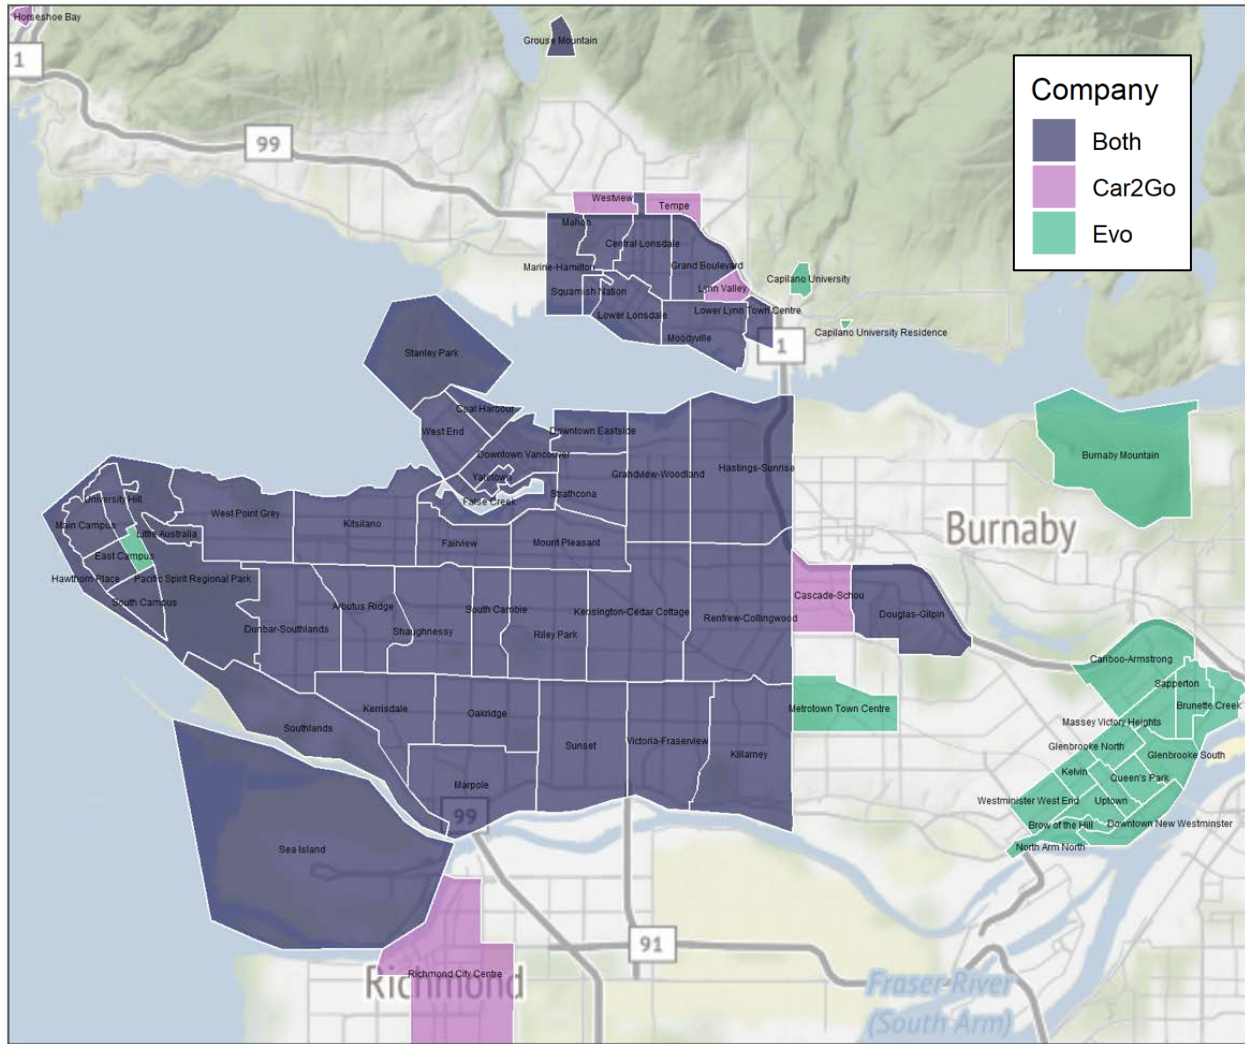 Horseshoe Bay
1
Grouse Mountain
99
Company
Both
Car2Go
Evo
Westview
Tempe
Mahon
Central Lonsdale
Marine-Hamilton
Grand Boulevard
Capilano University
Squamish Nation
Lynn Valley
Lower Lonsdale
Lower Lynn Town Centre
Moodyville
Capilano University Residence
1
Stanley Park
Coal Harbour
West End
Downtown Eastside
Downtown Vancouver
Burnaby Mountain
Grandview-Woodland
Hastings-Sunrise
Yaletown
Strathcona
False Creek
University Hill
West Point Grey
Main Campus
Kitsilano
Little Australia
Burnaby
Fairview
Mount Pleasant
East Campus
Hawthorn Place
Pacific Spirit Regional Park
South Campus
Cascade-Schou
Arbutus Ridge
South Cambie
Kensington-Cedar Cottage
Douglas-Gilpin
Renfrew-Collingwood
Dunbar-Southlands
Shaughnessy
Riley Park
Cariboo-Armstrong
Sapperton
Kerrisdale
Oakridge
Metrotown Town Centre
Brunette Creek
Massey Victory Heights
Southlands
Sunset
Victoria-Fraserview
Killarney
Glenbrooke North
Glenbrooke South
Kelvin
Queen's Park
Marpole
Westminister West End
Uptown
99
Brow of the Hill
Downtown New Westminster
Sea Island
North Arm North
91
Richmond City Centre
Richmond
Fraser River
(South Arm)